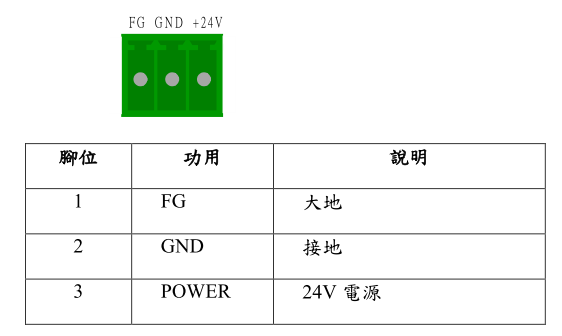 FG GND +24V
腳位 功用 說明
1 FG 大地
2 GND 接地
3 POWER 24V 電源